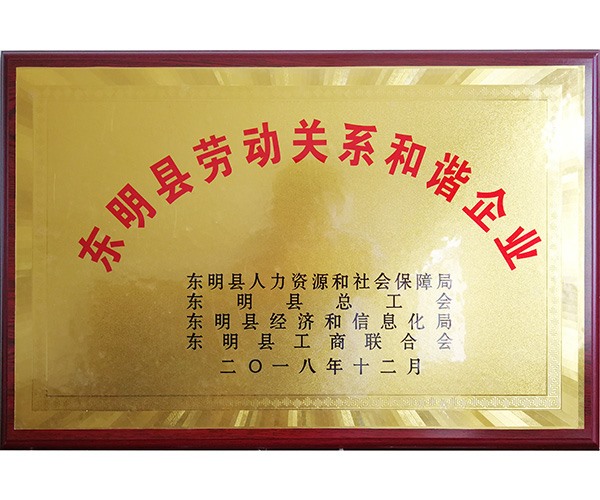 东明县劳动关系和谐企业
东明县人力资源和社会保障局
东明县总工会
东明县经济和信息化局
东明县工商联合会
二〇一八年十二月